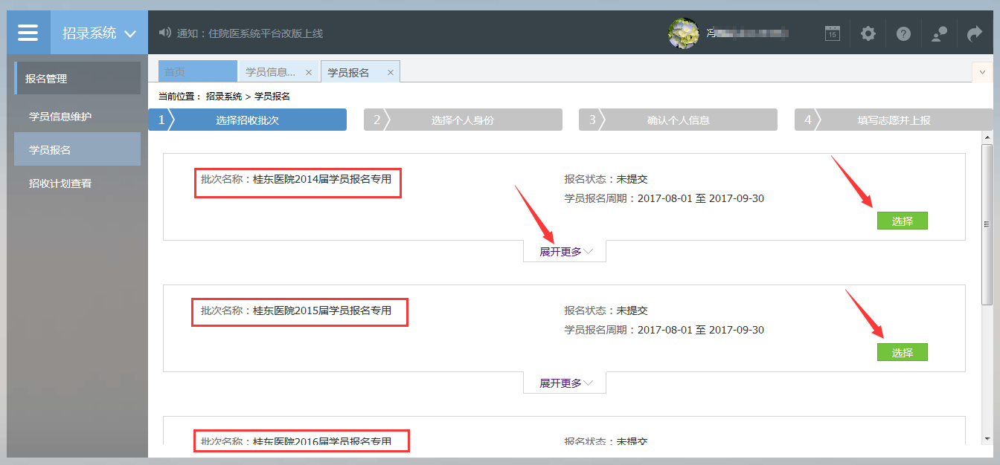 招录系统
通知：住院医系统平台改版上线
冯
15
报名管理
学员信息维护
学员报名
招收计划查看
首页
学员信息... ×
学员报名 ×
当前位置： 招录系统 > 学员报名
1 选择招收批次
2 选择个人身份
3 确认个人信息
4 填写志愿并上报
批次名称：桂东医院2014届学员报名专用
报名状态：未提交
学员报名周期：2017-08-01 至 2017-09-30
选择
展开更多
批次名称：桂东医院2015届学员报名专用
报名状态：未提交
学员报名周期：2017-08-01 至 2017-09-30
选择
展开更多
批次名称：桂东医院2016届学员报名专用
报名状态：未提交